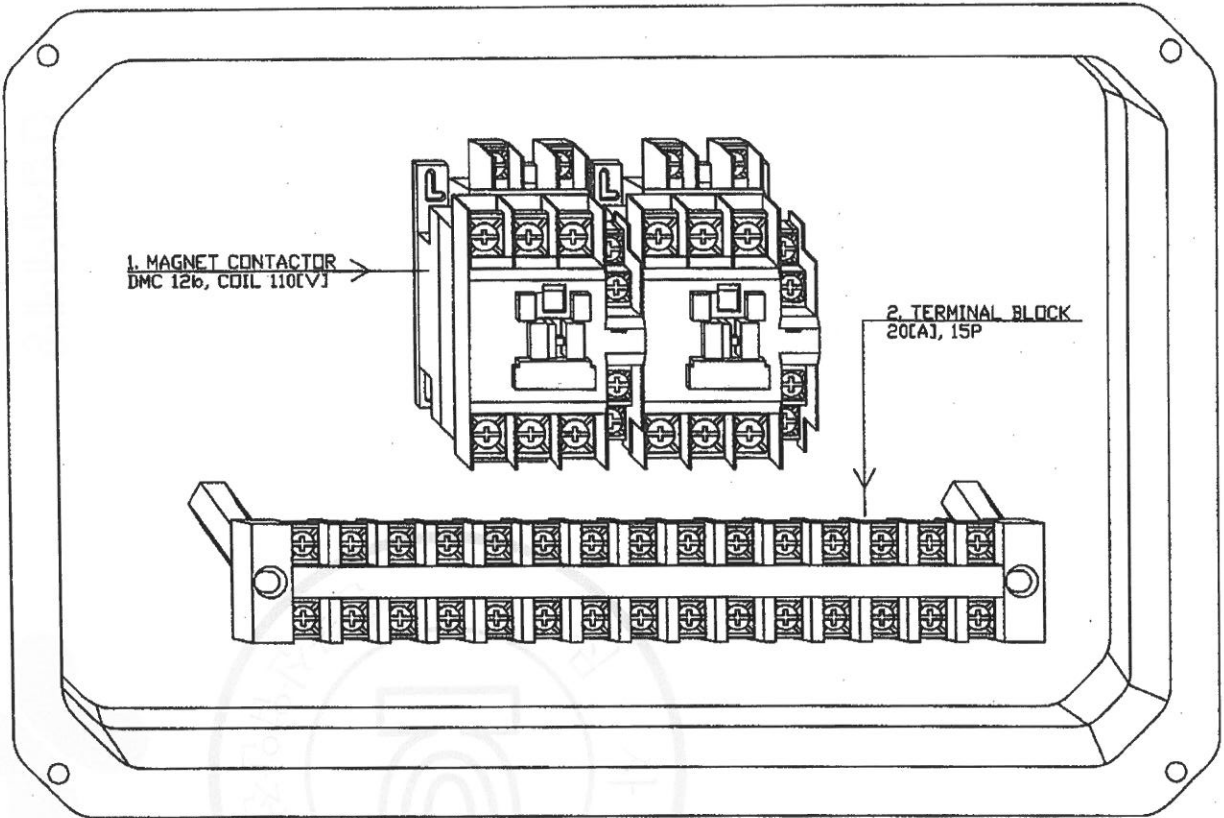 1. MAGNET CONTACTOR
DMC 12b, COIL 110[V]
2. TERMINAL BLOCK
20[A], 15P
L L